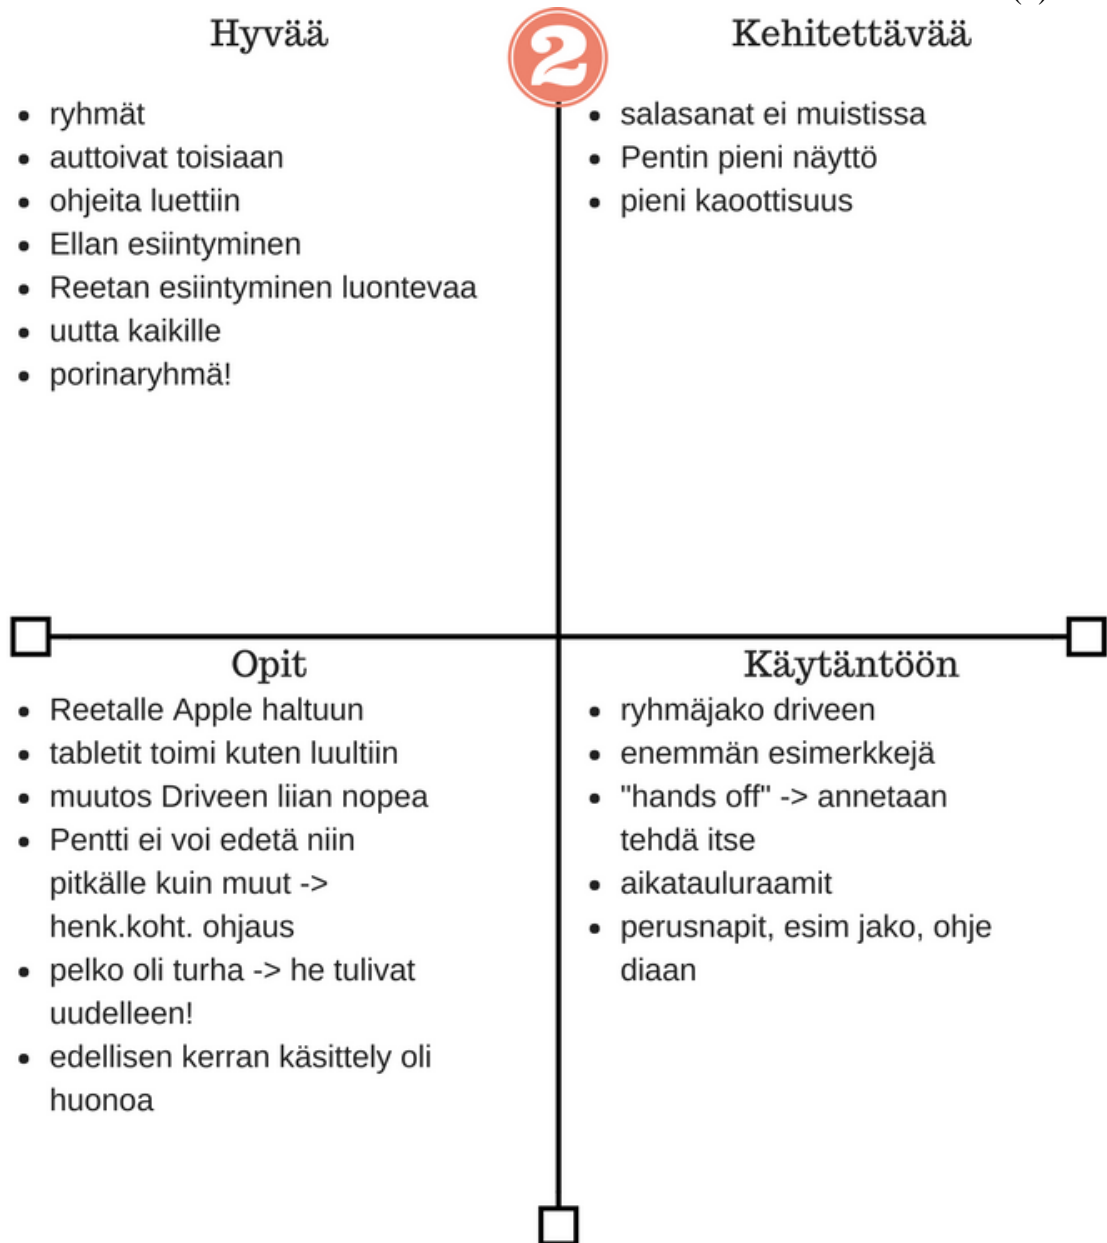 Hyvää
2
Kehitettävää
ryhmät
auttoivat toisiaan
ohjeita luettiin
Ellan esiintyminen
Reetan esiintyminen luontevaa
uutta kaikille
porinaryhmä!
salasanat ei muistissa
Pentin pieni näyttö
pieni kaoottisuus
Opit
Reetalle Apple haltuun
tabletit toimi kuten luultiin
muutos Driveen liian nopea
Pentti ei voi edetä niin
pitkälle kuin muut ->
henk.koht. ohjaus
pelko oli turha -> he tulivat
uudelleen!
edellisen kerran käsittely oli
huonoa
Käytäntöön
ryhmäjako driveen
enemmän esimerkkejä
"hands off" -> annetaan
tehdä itse
aikatauluraamit
perusnapit, esim jako, ohje
diaan